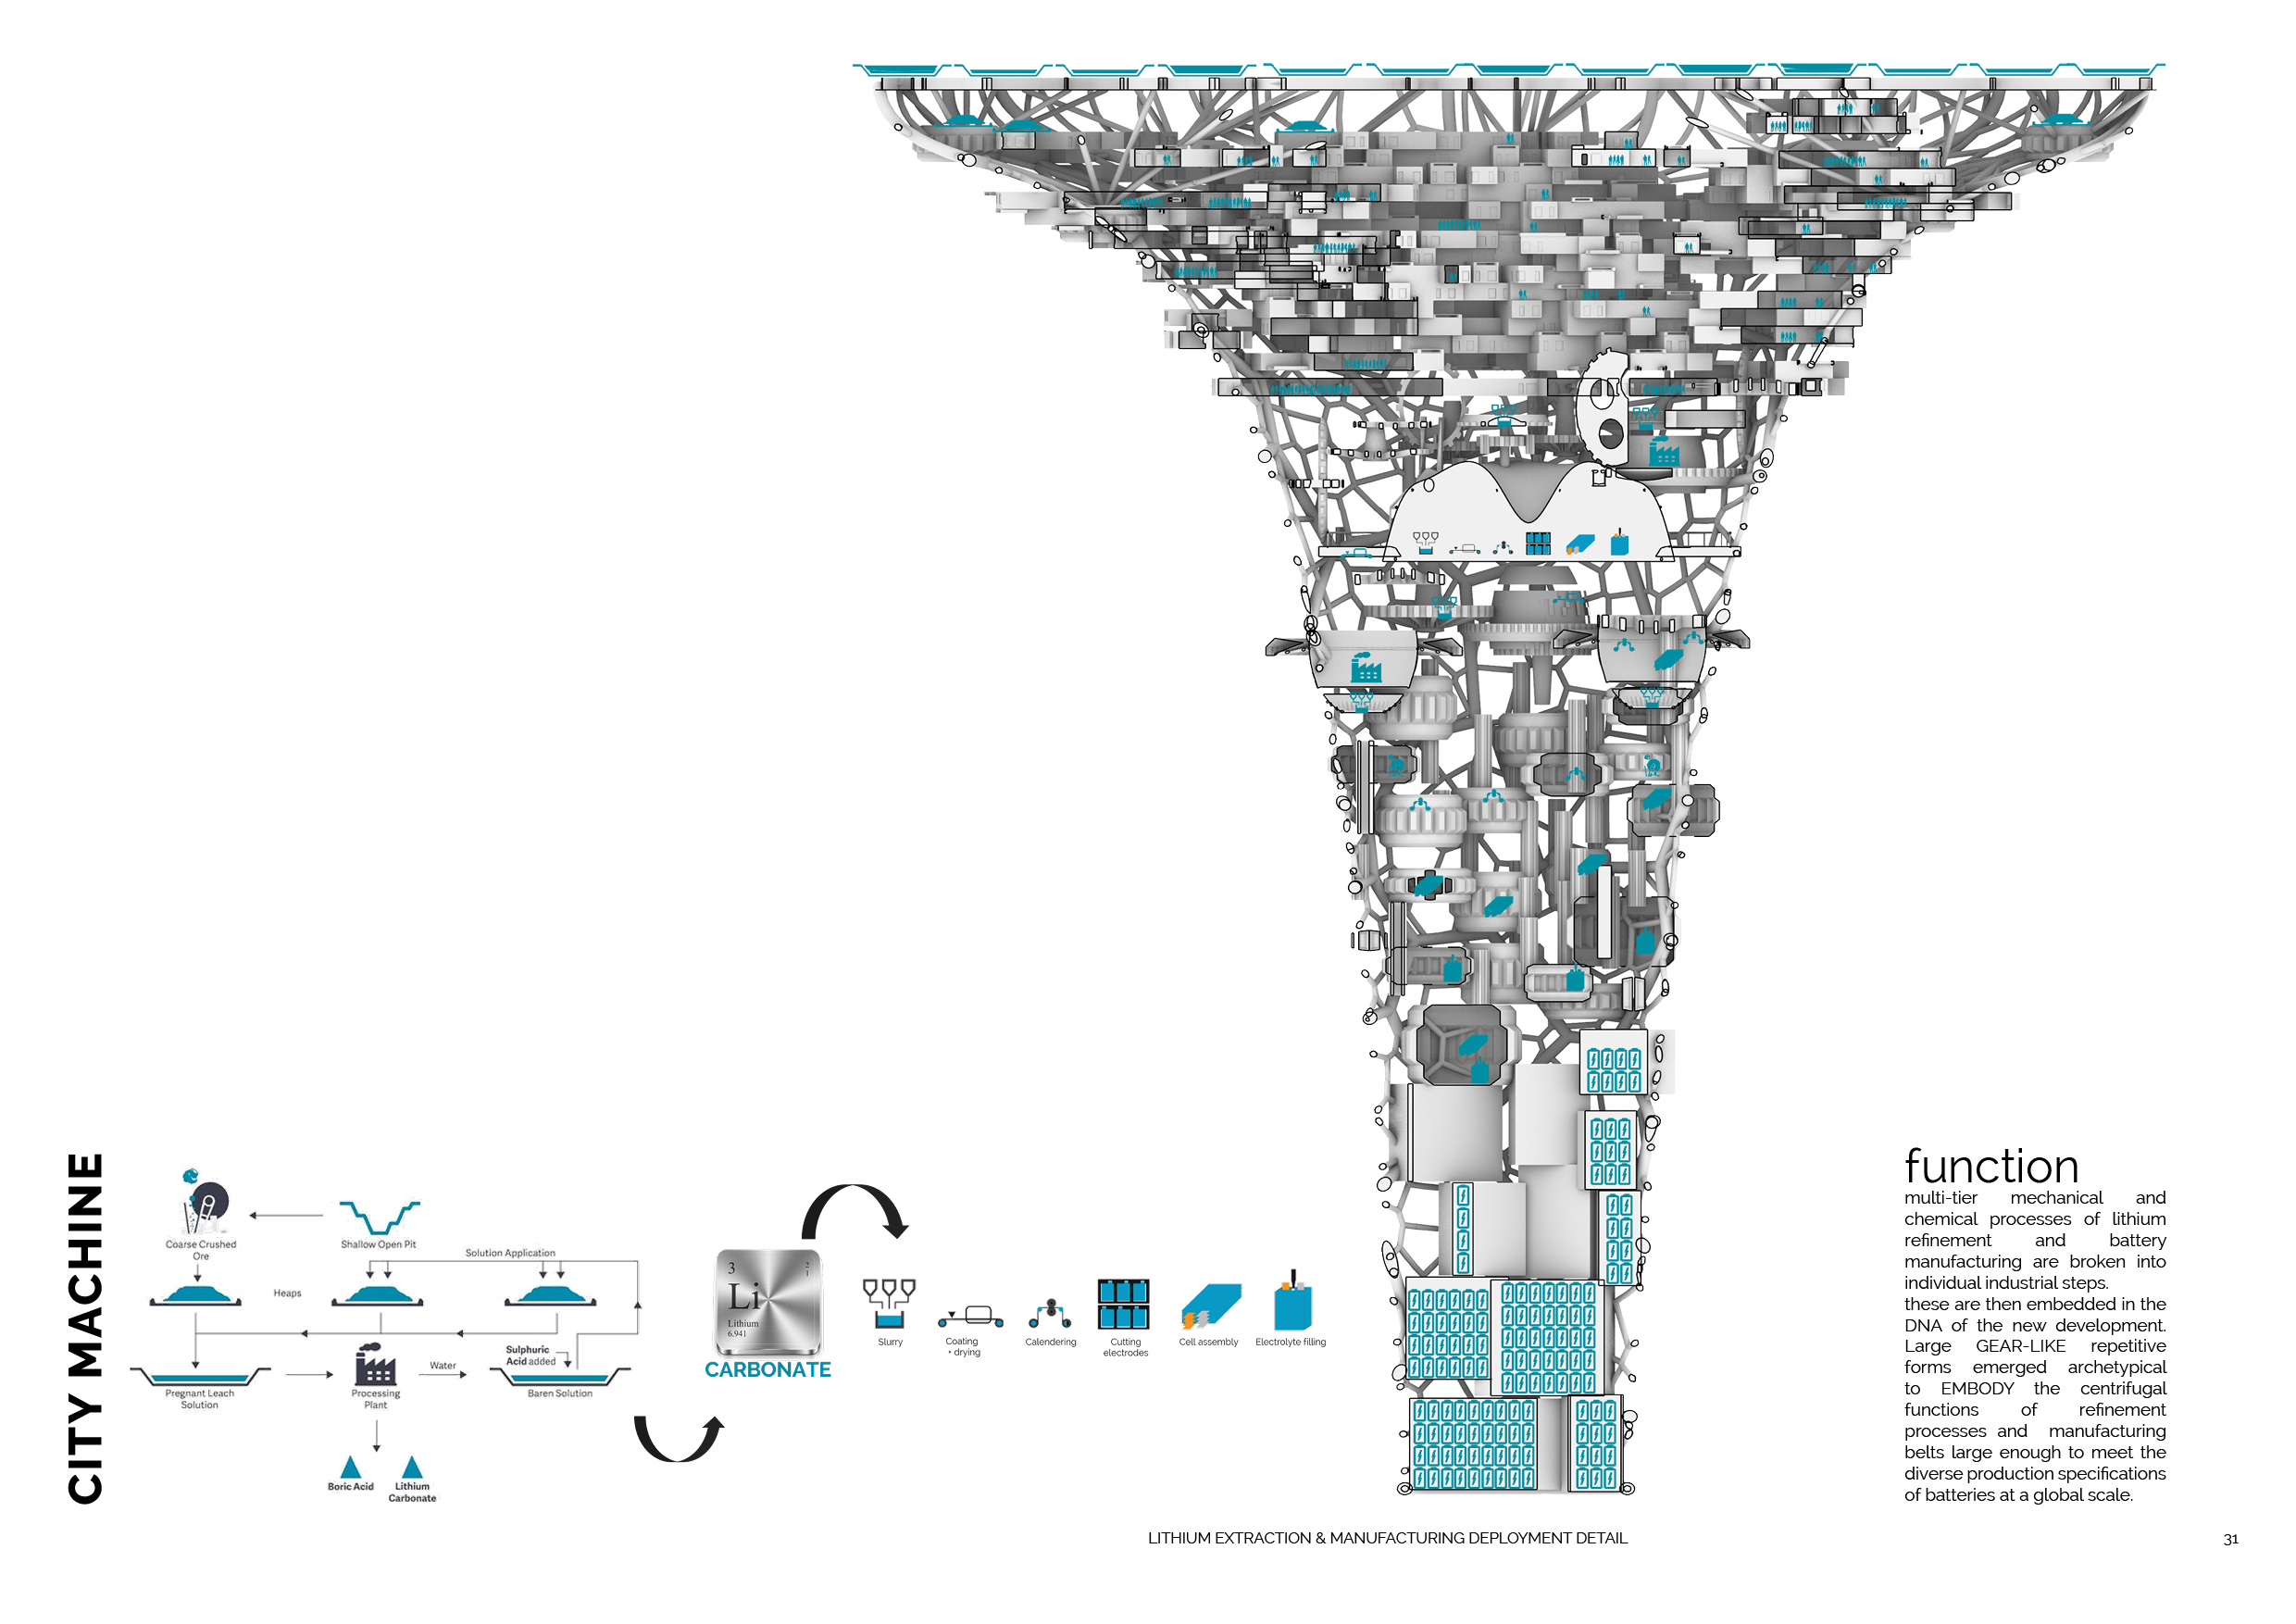 CITY MACHINE
Coarse Crushed
Ore
Shallow Open Pit
Solution Application
Heaps
Sulphuric
Acid added
Water
Pregnant Leach
Solution
Processing
Plant
Baren Solution
Boric Acid
Lithium
Carbonate
3
2
1
Li
Lithium
6.941
CARBONATE
Slurry
Coating
+ drying
Calendering
Cutting
electrodes
Cell assembly
Electrolyte filling
function
multi-tier mechanical and
chemical processes of lithium
refinement and battery
manufacturing are broken into
individual industrial steps.
these are then embedded in the
DNA of the new development.
Large GEAR-LIKE repetitive
forms emerged archetypical
to EMBODY the centrifugal
functions of refinement
processes and manufacturing
belts large enough to meet the
diverse production specifications
of batteries at a global scale.
LITHIUM EXTRACTION & MANUFACTURING DEPLOYMENT DETAIL
31